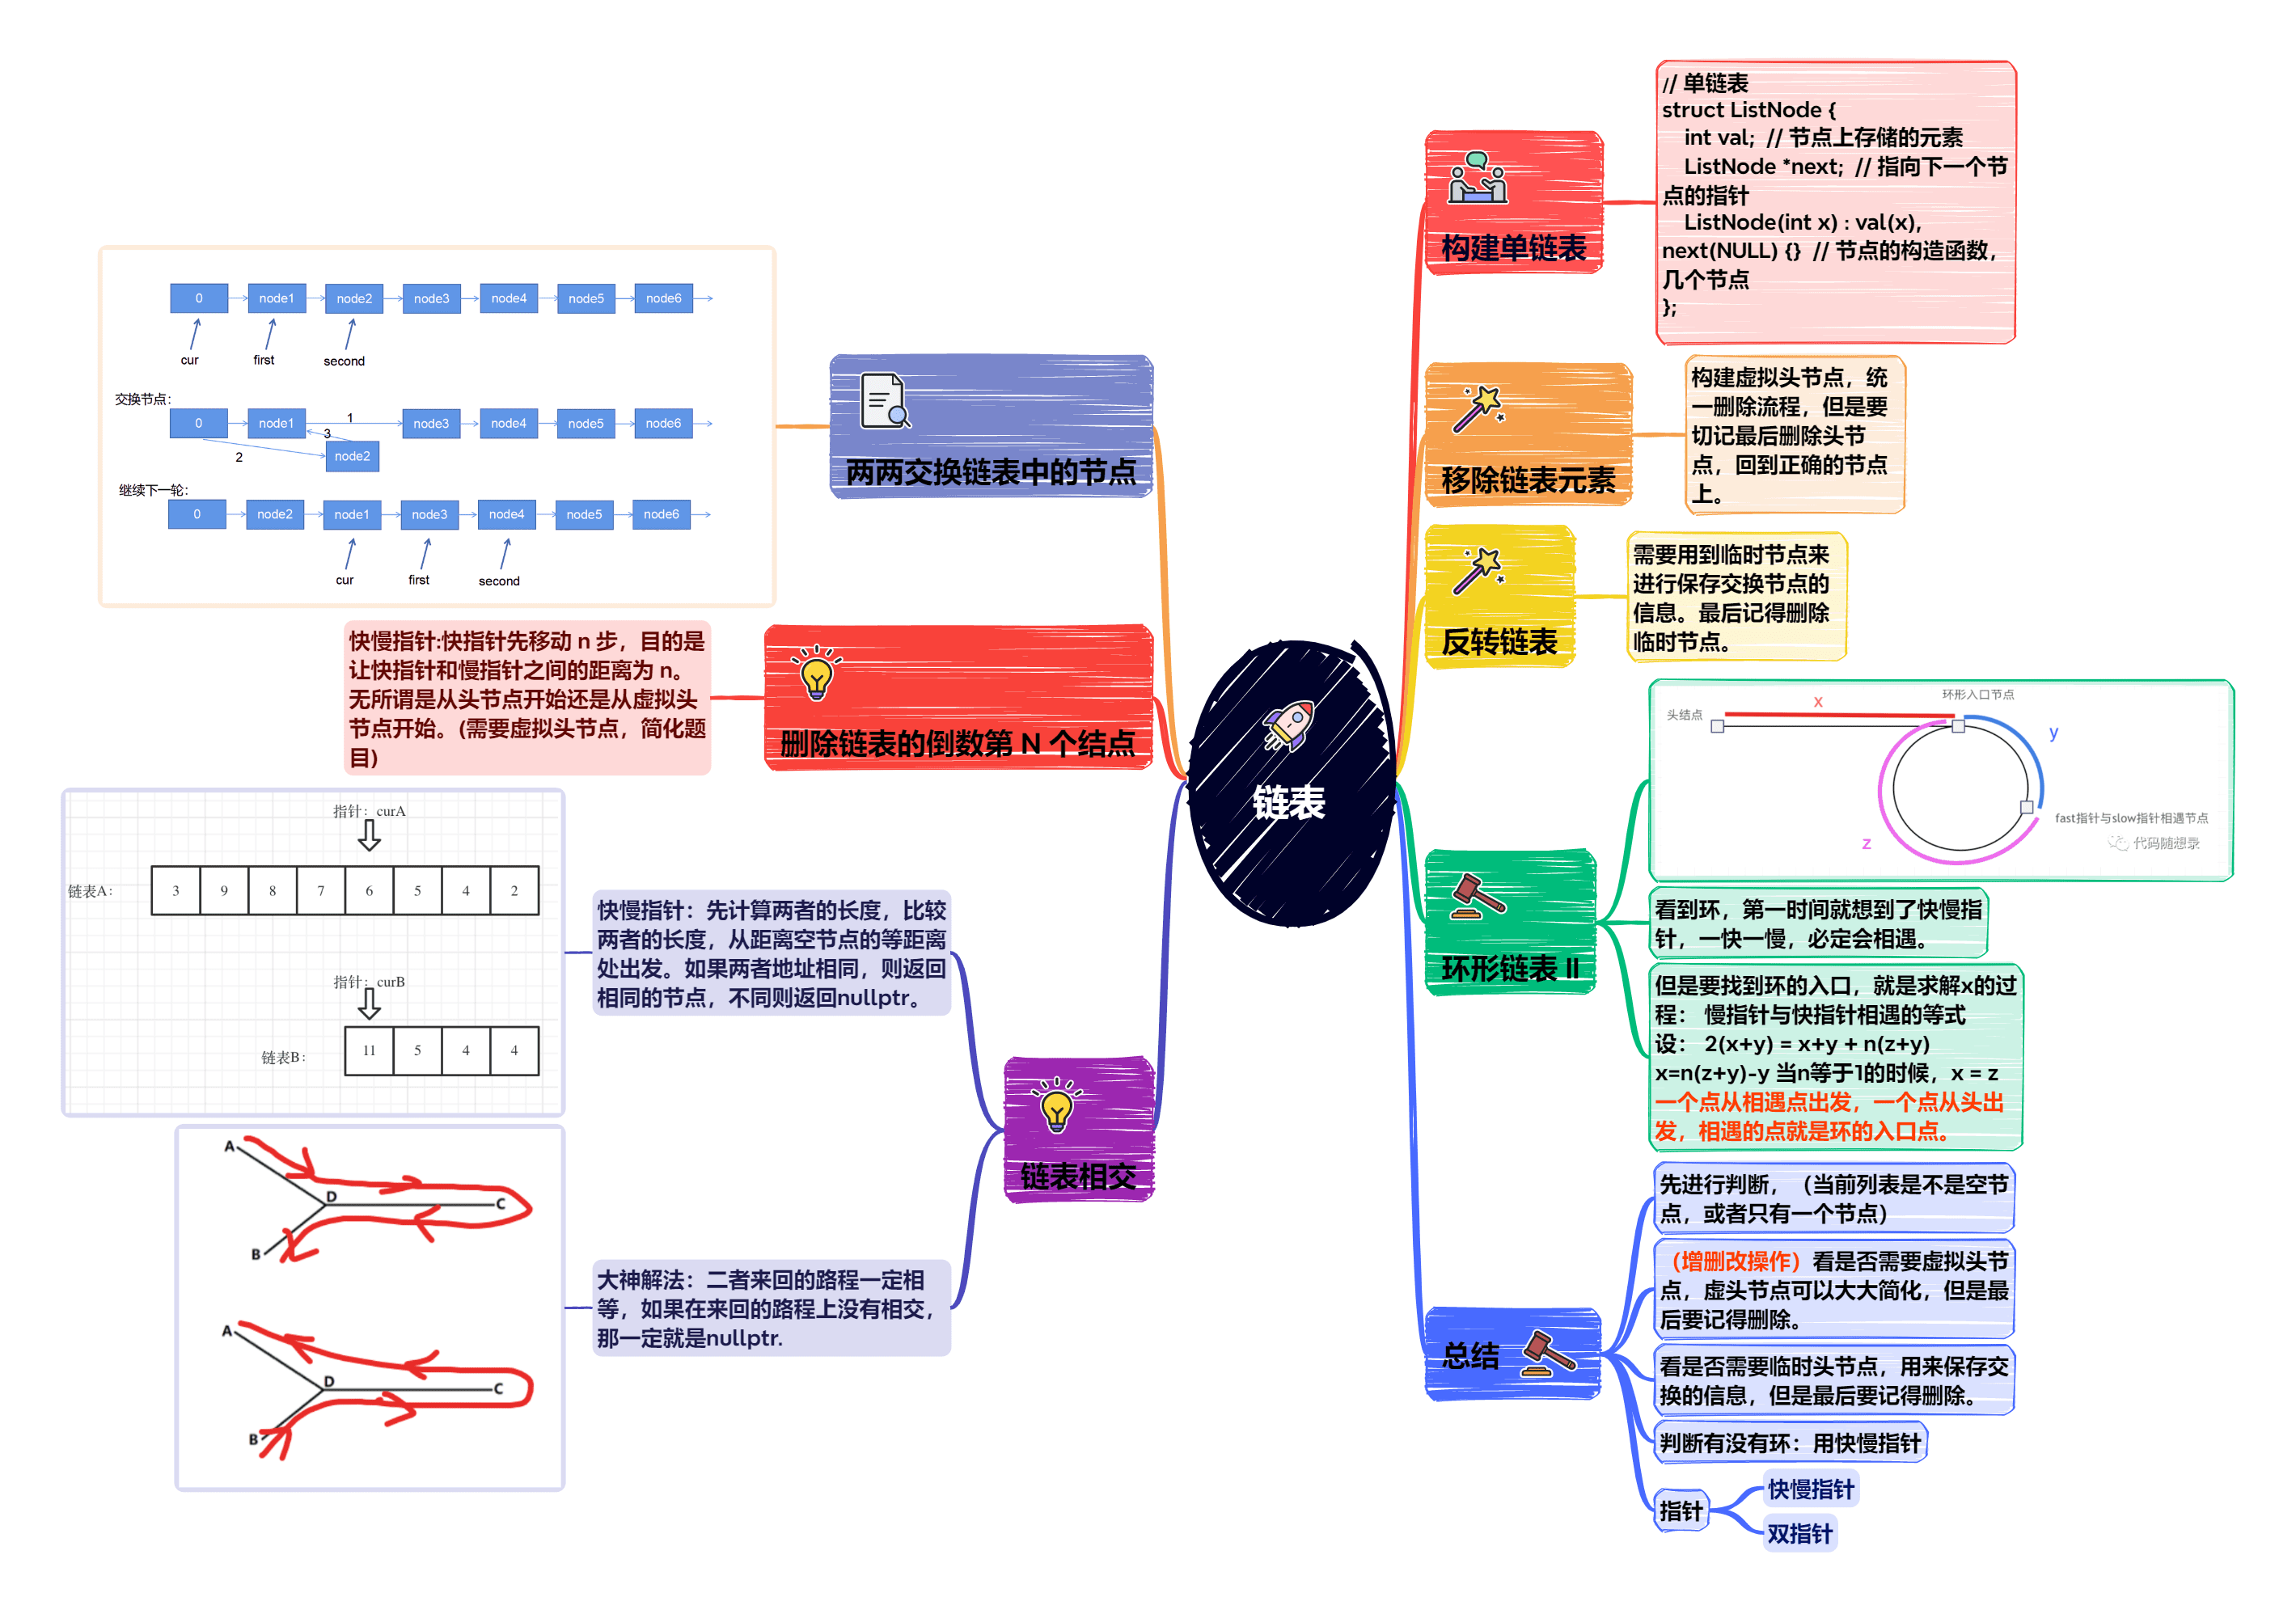 链表
构建单链表
// 单链表
struct ListNode {
int val;  // 节点上存储的元素
ListNode *next;  // 指向下一个节
点的指针
ListNode(int x) : val(x),
next(NULL) {}  // 节点的构造函数，
几个节点
};
移除链表元素
构建虚拟头节点，统
一删除流程，但是要
切记最后删除头节
点，回到正确的节点
上。
反转链表
需要用到临时节点来
进行保存交换节点的
信息。最后记得删除
临时节点。
环形链表 II
头结点
x
环形入口节点
y
z
fast指针与slow指针相遇节点
代码随想录
看到环，第一时间就想到了快慢指
针，一快一慢，必定会相遇。
但是要找到环的入口，就是求解x的过
程： 慢指针与快指针相遇的等式
设： 2(x+y) = x+y + n(z+y)
x=n(z+y)-y 当n等于1的时候，x = z
一个点从相遇点出发，一个点从头出
发，相遇的点就是环的入口点。
总结
先进行判断，（当前列表是不是空节
点，或者只有一个节点）
（增删改操作）看是否需要虚拟头节
点，虚头节点可以大大简化，但是最
后要记得删除。
看是否需要临时头节点，用来保存交
换的信息，但是最后要记得删除。
判断有没有环：用快慢指针
指针
快慢指针
双指针
两两交换链表中的节点
0 node1 node2 node3 node4 node5 node6
cur first second
交换节点：
0 node1 1 node3 node4 node5 node6
3
2 node2
继续下一轮：
0 node2 node1 node3 node4 node5 node6
cur first second
删除链表的倒数第 N 个结点
快慢指针:快指针先移动 n 步，目的是
让快指针和慢指针之间的距离为 n。
无所谓是从头节点开始还是从虚拟头
节点开始。(需要虚拟头节点，简化题
目)
链表相交
快慢指针：先计算两者的长度，比较
两者的长度，从距离空节点的等距离
处出发。如果两者地址相同，则返回
相同的节点，不同则返回nullptr。
指针：curA
链表A： 3 9 8 7 6 5 4 2
指针：curB
链表B： 11 5 4 4
大神解法：二者来回的路程一定相
等，如果在来回的路程上没有相交，
那一定就是nullptr.
A
D
C
B
A
D
C
B